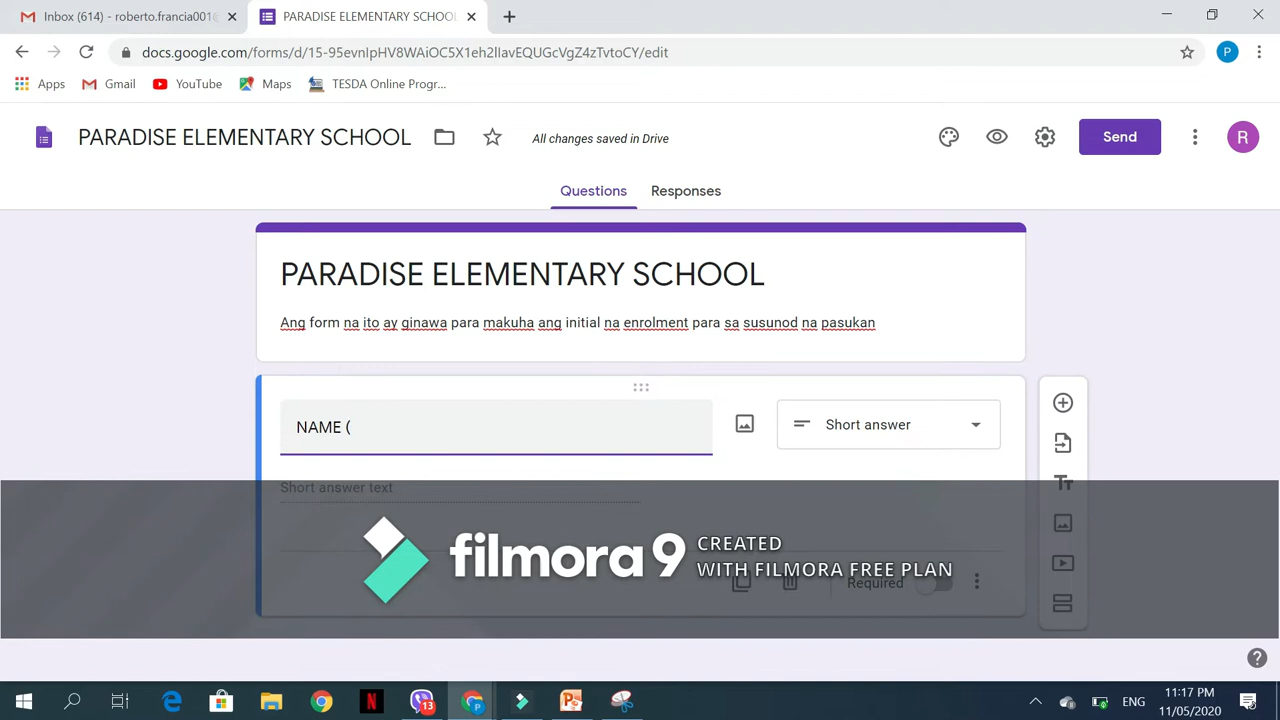 Inbox (614) - roberto.francia001@
PARADISE ELEMENTARY SCHOOL
docs.google.com/forms/d/15-95evnIpHV8WAiOC5X1eh2lIavEQUGcVgZ4zTvtoCY/edit
P
Apps Gmail YouTube Maps TESDA Online Progr...
PARADISE ELEMENTARY SCHOOL
All changes saved in Drive
Send
R
Questions Responses
PARADISE ELEMENTARY SCHOOL
Ang form na ito ay ginawa para makuha ang initial na enrolment para sa susunod na pasukan
NAME (
Short answer
Short answer text
Tт
filmora 9 CREATED
WITH FILMORA FREE PLAN
Required
13
P
ENG
11:17 PM
11/05/2020